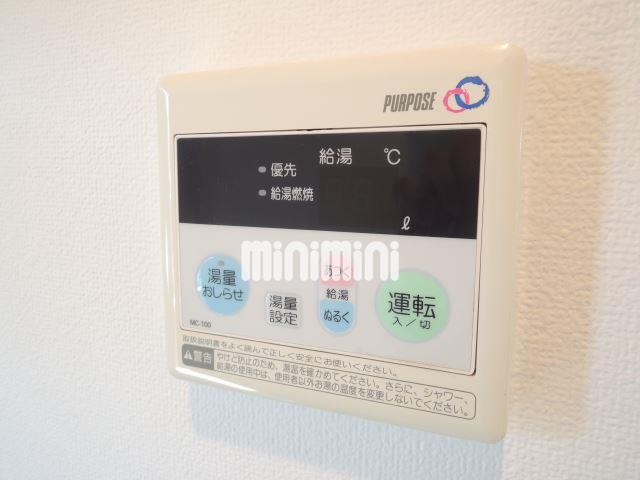 PURPOSE
給湯 ℃
優先
給湯燃焼
ℓ
minimini
湯量
おしらせ
湯量
設定
あつく
給湯
ぬるく
運転
入／切
MC-100
取扱説明書をよく読んで正しく安全にお使いください。
警告
やけど防止のため、湯温を確かめてください。さらに、シャワー、
給湯の使用中は、使用者以外お湯の温度を変更しないでください。